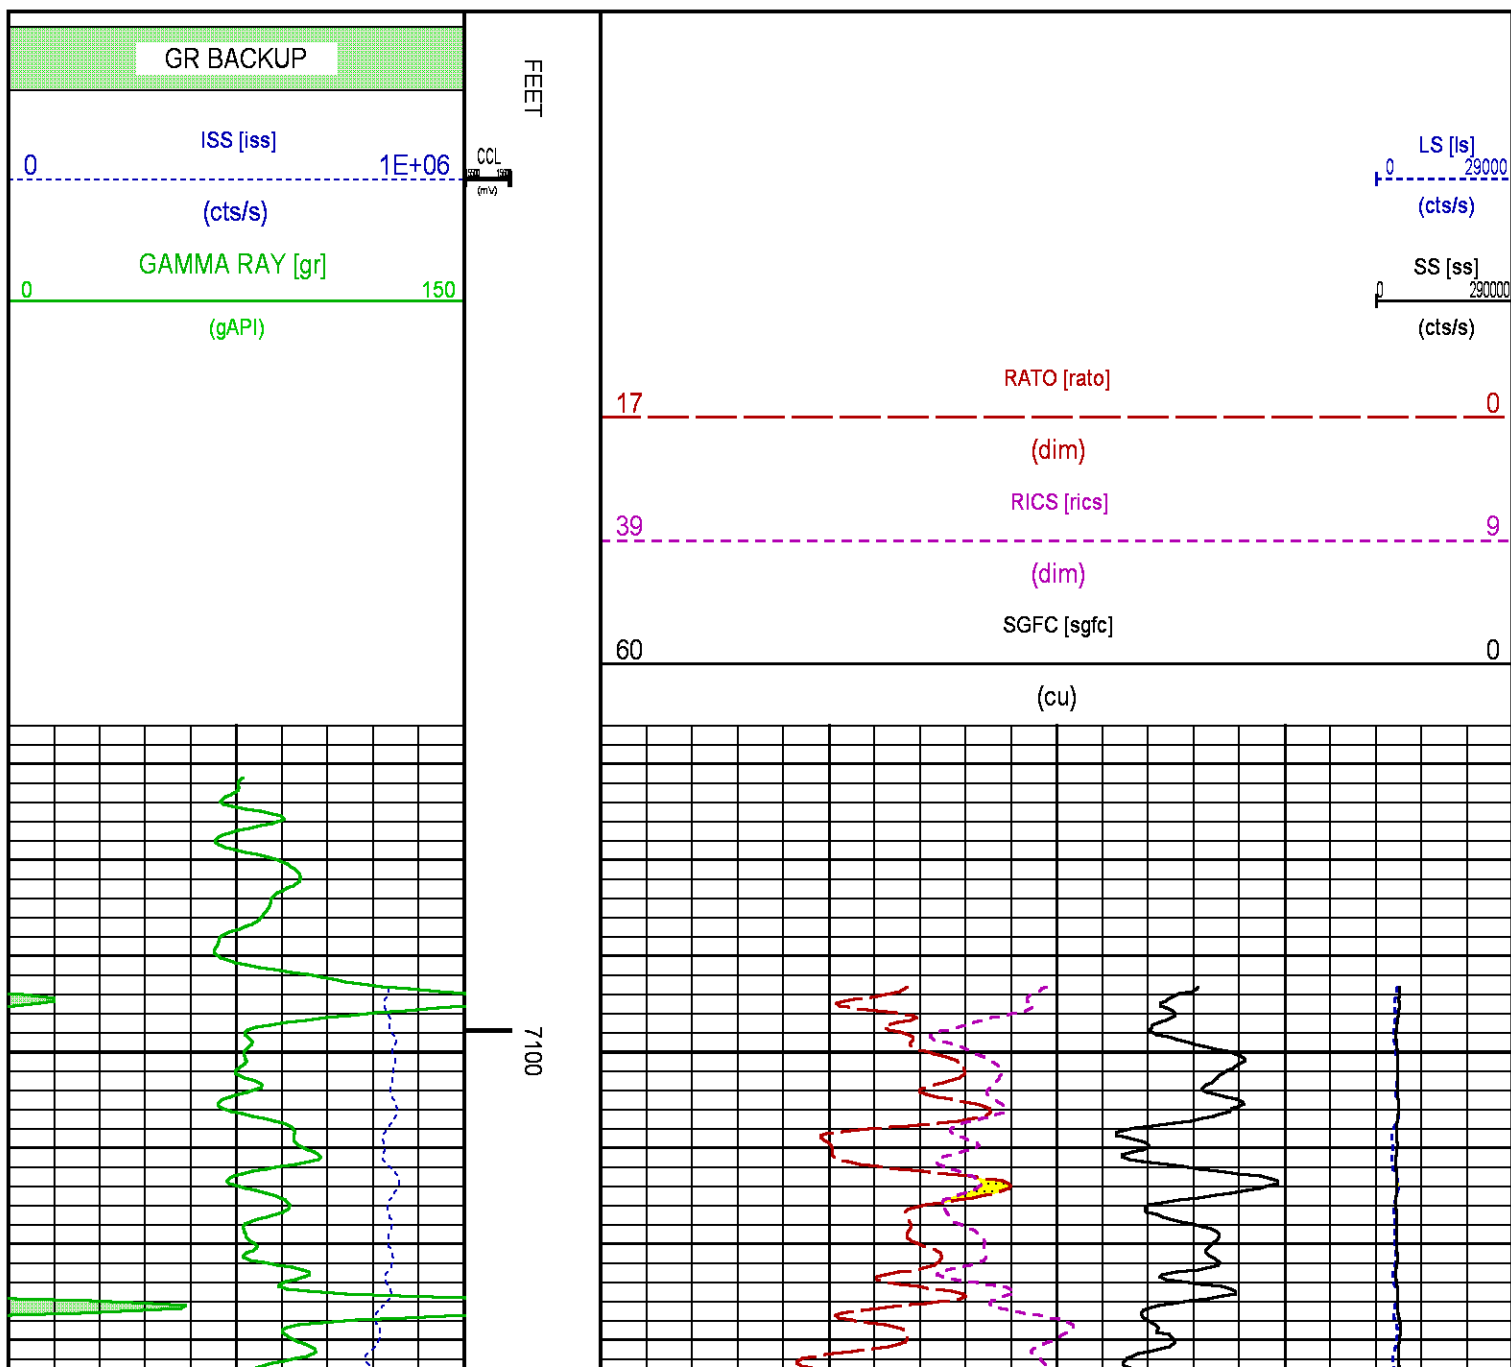 GR BACKUP
FEET
ISS [iss]
0 1E+06
(cts/s)
GAMMA RAY [gr]
0 150
(gAPI)
CCL
(mV)
LS [ls]
0 29000
(cts/s)
SS [ss]
0 290000
(cts/s)
RATO [rato]
17 0
(dim)
RICS [rics]
39 9
(dim)
SGFC [sgfc]
60 0
(cu)
7100